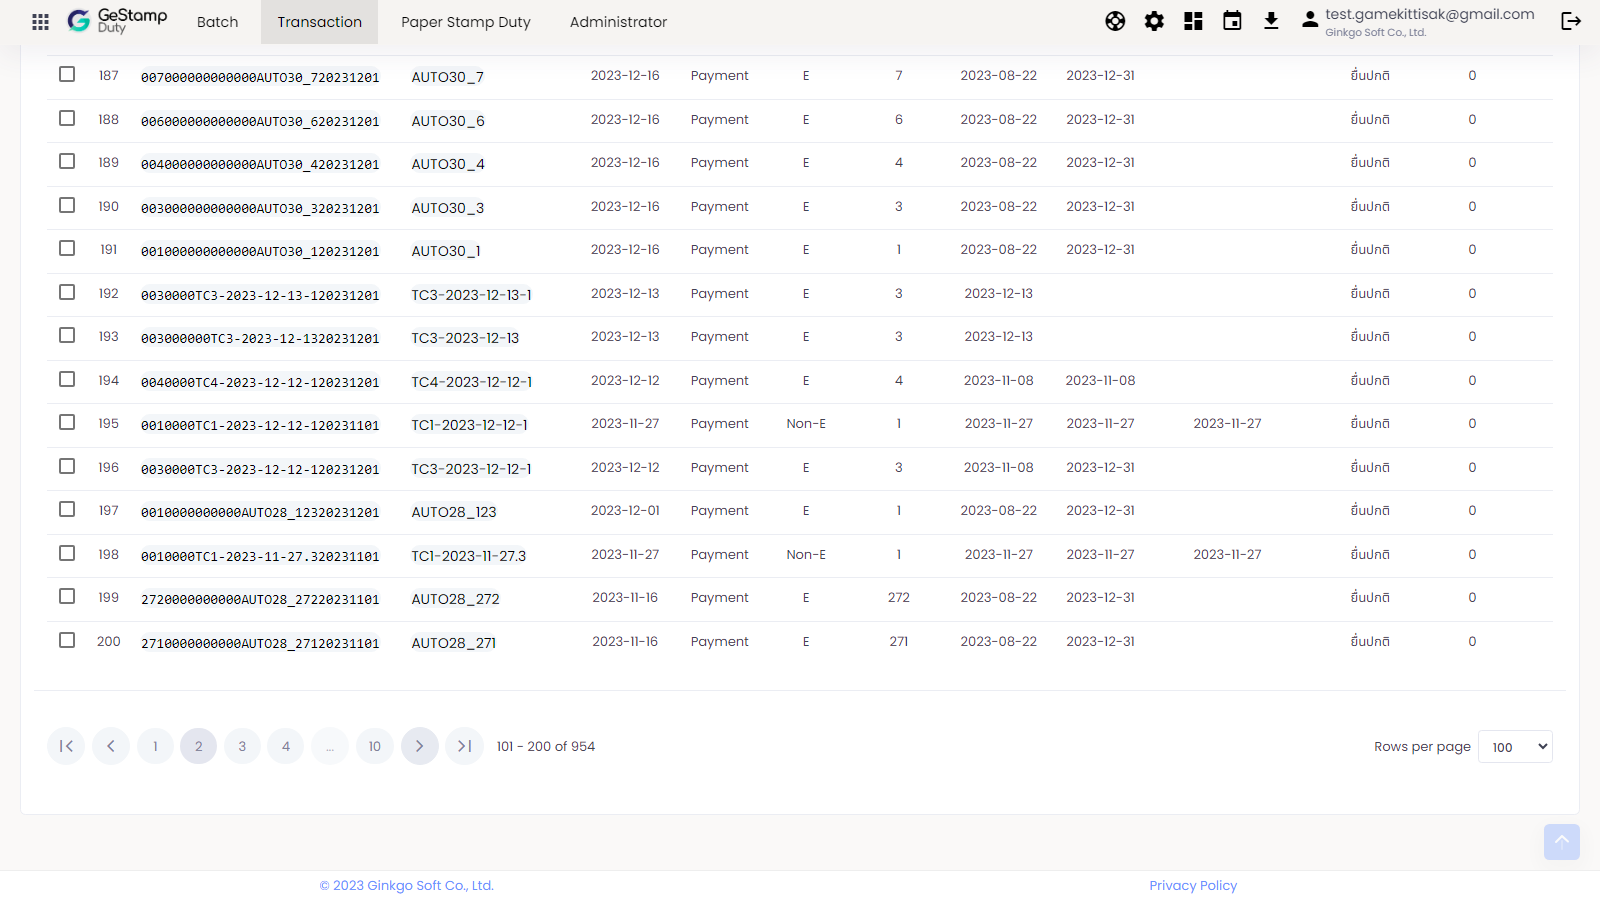 GeStamp Duty Batch Transaction Paper Stamp Duty Administrator test.gamekittisak@gmail.com
Ginkgo Soft Co., Ltd.
187 007000000000000AUTO30_720231201 AUTO30_7 2023-12-16 Payment E 7 2023-08-22 2023-12-31 ยื่นปกติ 0
188 006000000000000AUTO30_620231201 AUTO30_6 2023-12-16 Payment E 6 2023-08-22 2023-12-31 ยื่นปกติ 0
189 004000000000000AUTO30_420231201 AUTO30_4 2023-12-16 Payment E 4 2023-08-22 2023-12-31 ยื่นปกติ 0
190 003000000000000AUTO30_320231201 AUTO30_3 2023-12-16 Payment E 3 2023-08-22 2023-12-31 ยื่นปกติ 0
191 001000000000000AUTO30_120231201 AUTO30_1 2023-12-16 Payment E 1 2023-08-22 2023-12-31 ยื่นปกติ 0
192 0030000TC3-2023-12-13-120231201 TC3-2023-12-13-1 2023-12-13 Payment E 3 2023-12-13 ยื่นปกติ 0
193 003000000TC3-2023-12-1320231201 TC3-2023-12-13 2023-12-13 Payment E 3 2023-12-13 ยื่นปกติ 0
194 0040000TC4-2023-12-12-120231201 TC4-2023-12-12-1 2023-12-12 Payment E 4 2023-11-08 2023-11-08 ยื่นปกติ 0
195 0010000TC1-2023-12-12-120231101 TC1-2023-12-12-1 2023-11-27 Payment Non-E 1 2023-11-27 2023-11-27 2023-11-27 ยื่นปกติ 0
196 0030000TC3-2023-12-12-120231201 TC3-2023-12-12-1 2023-12-12 Payment E 3 2023-11-08 2023-12-31 ยื่นปกติ 0
197 0010000000000AUTO28_12320231201 AUTO28_123 2023-12-01 Payment E 1 2023-08-22 2023-12-31 ยื่นปกติ 0
198 0010000TC1-2023-11-27.320231101 TC1-2023-11-27.3 2023-11-27 Payment Non-E 1 2023-11-27 2023-11-27 2023-11-27 ยื่นปกติ 0
199 2720000000000AUTO28_27220231101 AUTO28_272 2023-11-16 Payment E 272 2023-08-22 2023-12-31 ยื่นปกติ 0
200 2710000000000AUTO28_27120231101 AUTO28_271 2023-11-16 Payment E 271 2023-08-22 2023-12-31 ยื่นปกติ 0
1 2 3 4 ... 10 101 - 200 of 954 Rows per page 100
© 2023 Ginkgo Soft Co., Ltd. Privacy Policy